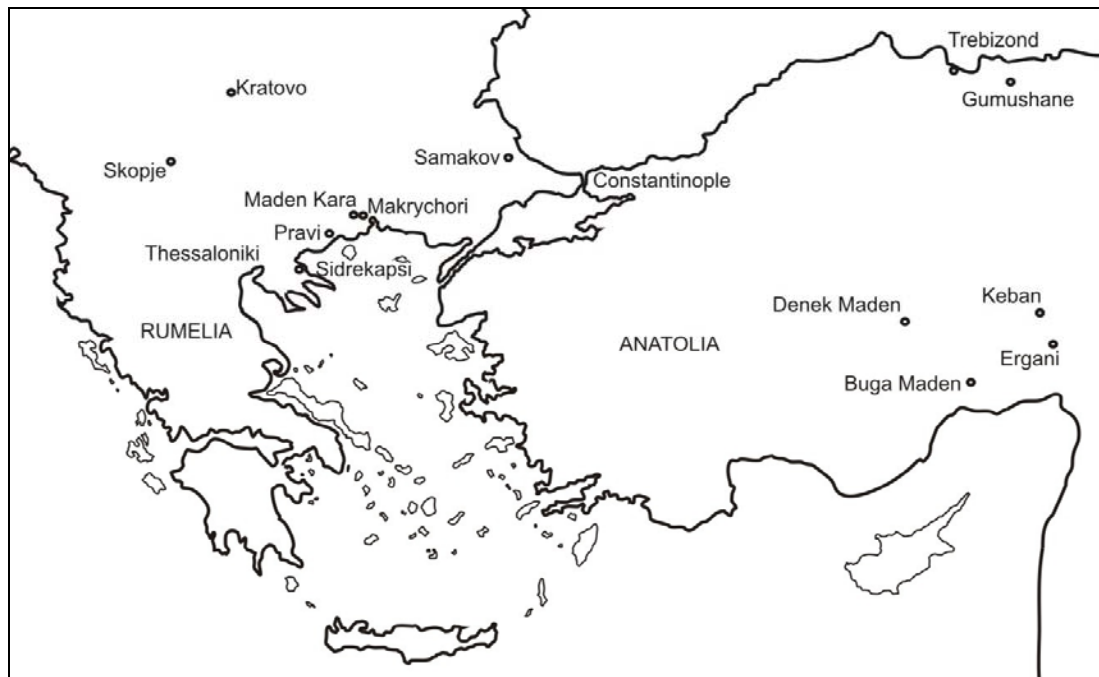 Trebizond
Kratovo
Gumushane
Samakov
Skopje
Constantinople
Maden Kara
Makrychori
Pravi
Thessaloniki
Sidrekapsi
Keban
Denek Maden
RUMELIA
ANATOLIA
Ergani
Buga Maden